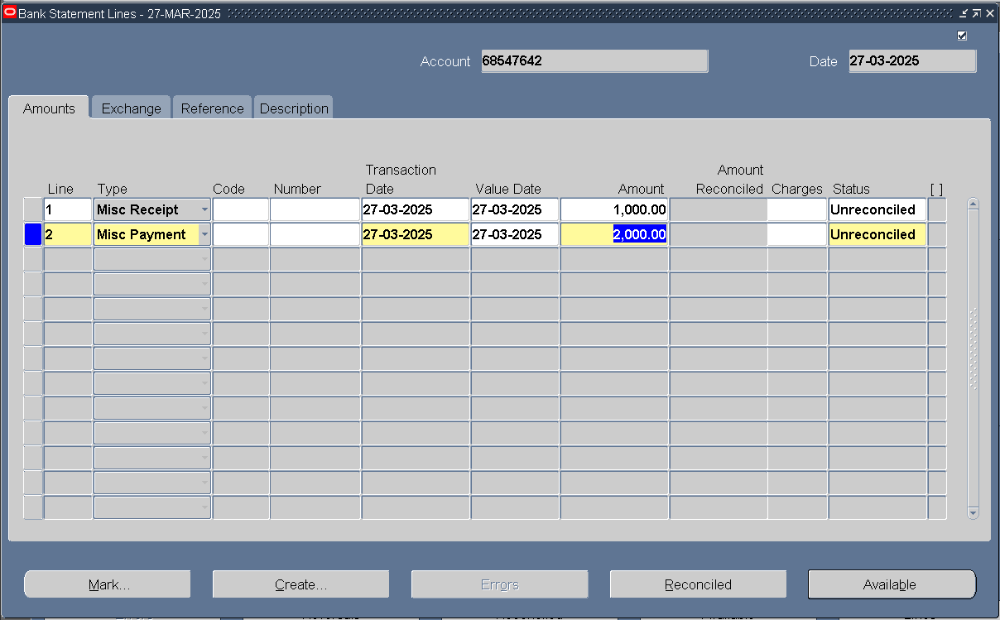 Bank Statement Lines - 27-MAR-2025
Account 68547642 Date 27-03-2025
Amounts Exchange Reference Description
Transaction Amount
Line Type Code Number Date Value Date Amount Reconciled Charges Status [ ]
1 Misc Receipt 27-03-2025 27-03-2025 1,000.00 Unreconciled
2 Misc Payment 27-03-2025 27-03-2025 2,000.00 Unreconciled
Mark... Create... Errors Reconciled Available